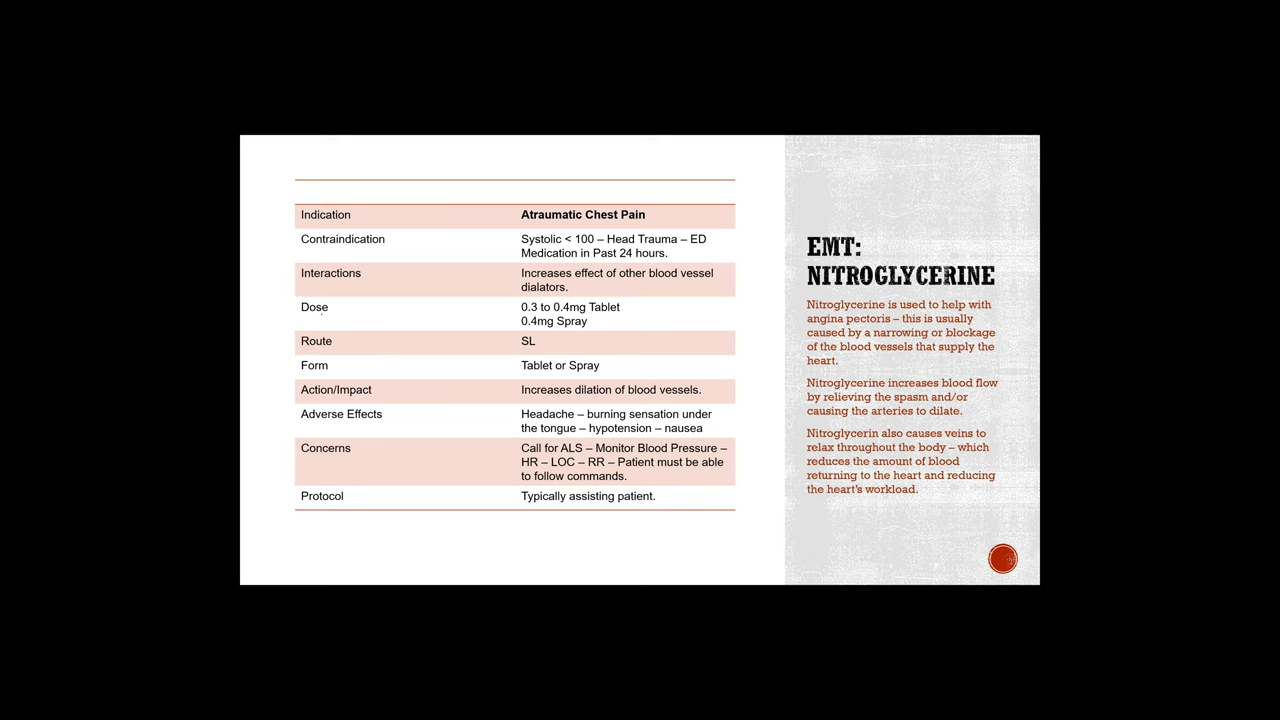 Indication Atraumatic Chest Pain
Contraindication Systolic < 100 – Head Trauma – ED
Medication in Past 24 hours.
Interactions Increases effect of other blood vessel
dialators.
Dose 0.3 to 0.4mg Tablet
0.4mg Spray
Route SL
Form Tablet or Spray
Action/Impact Increases dilation of blood vessels.
Adverse Effects Headache – burning sensation under
the tongue – hypotension – nausea
Concerns Call for ALS – Monitor Blood Pressure –
HR – LOC – RR – Patient must be able
to follow commands.
Protocol Typically assisting patient.
EMT:
NITROGLYCERINE
Nitroglycerine is used to help with
angina pectoris – this is usually
caused by a narrowing or blockage
of the blood vessels that supply the
heart.
Nitroglycerine increases blood flow
by relieving the spasm and/or
causing the arteries to dilate.
Nitroglycerin also causes veins to
relax throughout the body – which
reduces the amount of blood
returning to the heart and reducing
the heart's workload.